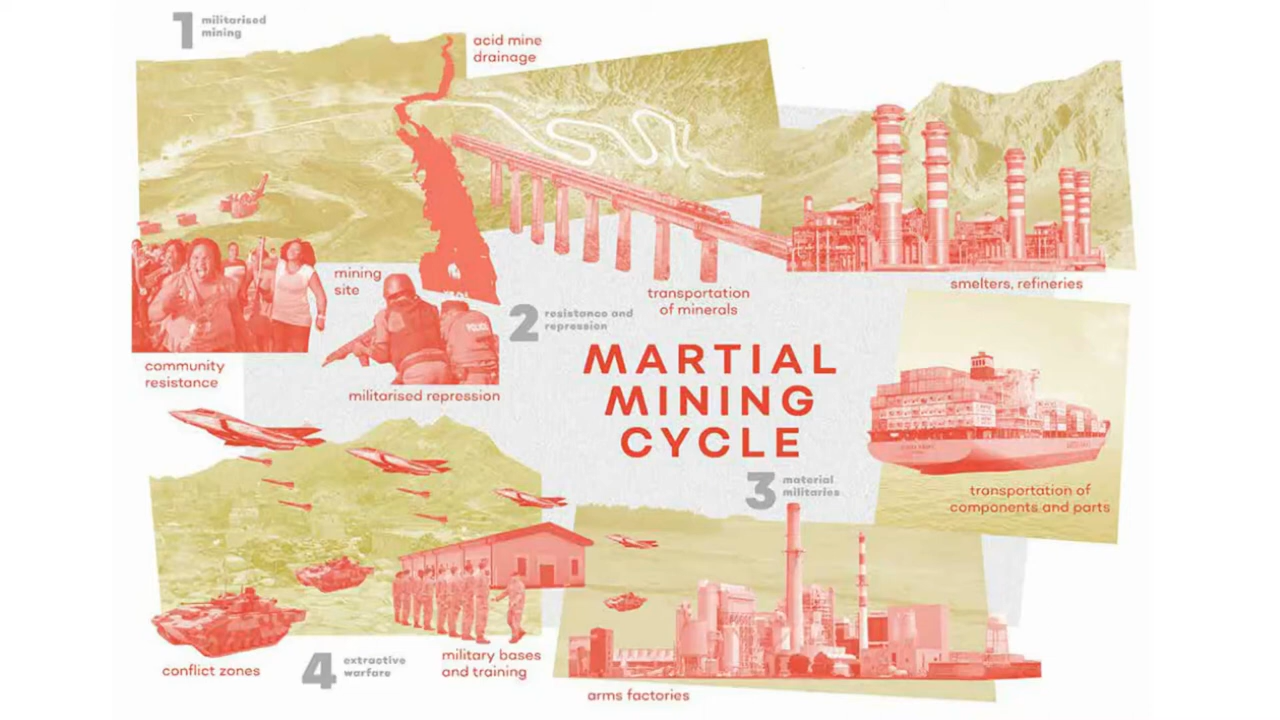 1 militarised
mining
acid mine
drainage
mining
site
community
resistance
POLICE
militarised repression
2 resistance and
repression
transportation
of minerals
smelters, refineries
MARTIAL
MINING
CYCLE
3 material
militaries
transportation of
components and parts
arms factories
military bases
and training
4 extractive
warfare
conflict zones